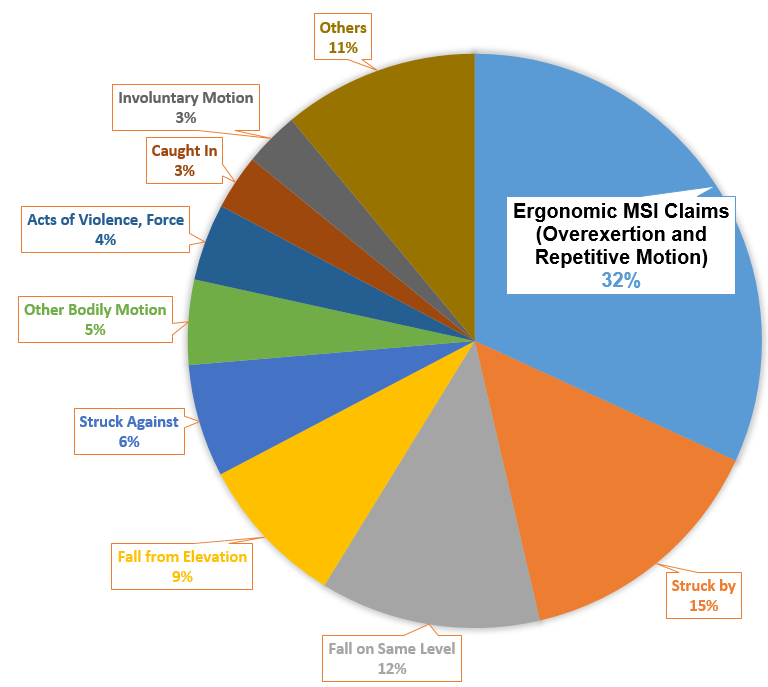 Others
11%
Involuntary Motion
3%
Caught In
3%
Acts of Violence, Force
4%
Other Bodily Motion
5%
Struck Against
6%
Fall from Elevation
9%
Fall on Same Level
12%
Struck by
15%
Ergonomic MSI Claims
(Overexertion and
Repetitive Motion)
32%